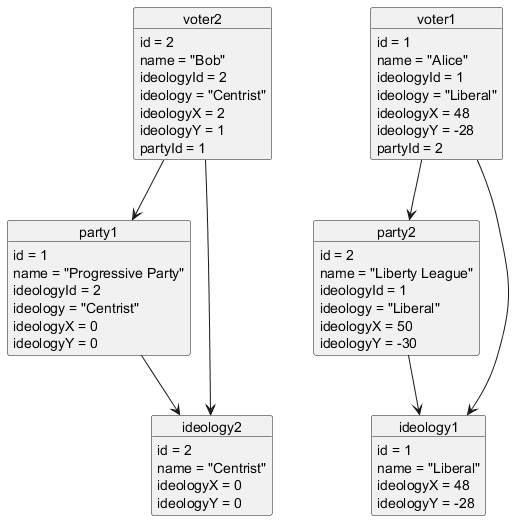 voter2
id = 2
name = "Bob"
ideologyId = 2
ideology = "Centrist"
ideologyX = 2
ideologyY = 1
partyId = 1
voter1
id = 1
name = "Alice"
ideologyId = 1
ideology = "Liberal"
ideologyX = 48
ideologyY = -28
partyId = 2
party1
id = 1
name = "Progressive Party"
ideologyId = 2
ideology = "Centrist"
ideologyX = 0
ideologyY = 0
party2
id = 2
name = "Liberty League"
ideologyId = 1
ideology = "Liberal"
ideologyX = 50
ideologyY = -30
ideology2
id = 2
name = "Centrist"
ideologyX = 0
ideologyY = 0
ideology1
id = 1
name = "Liberal"
ideologyX = 48
ideologyY = -28